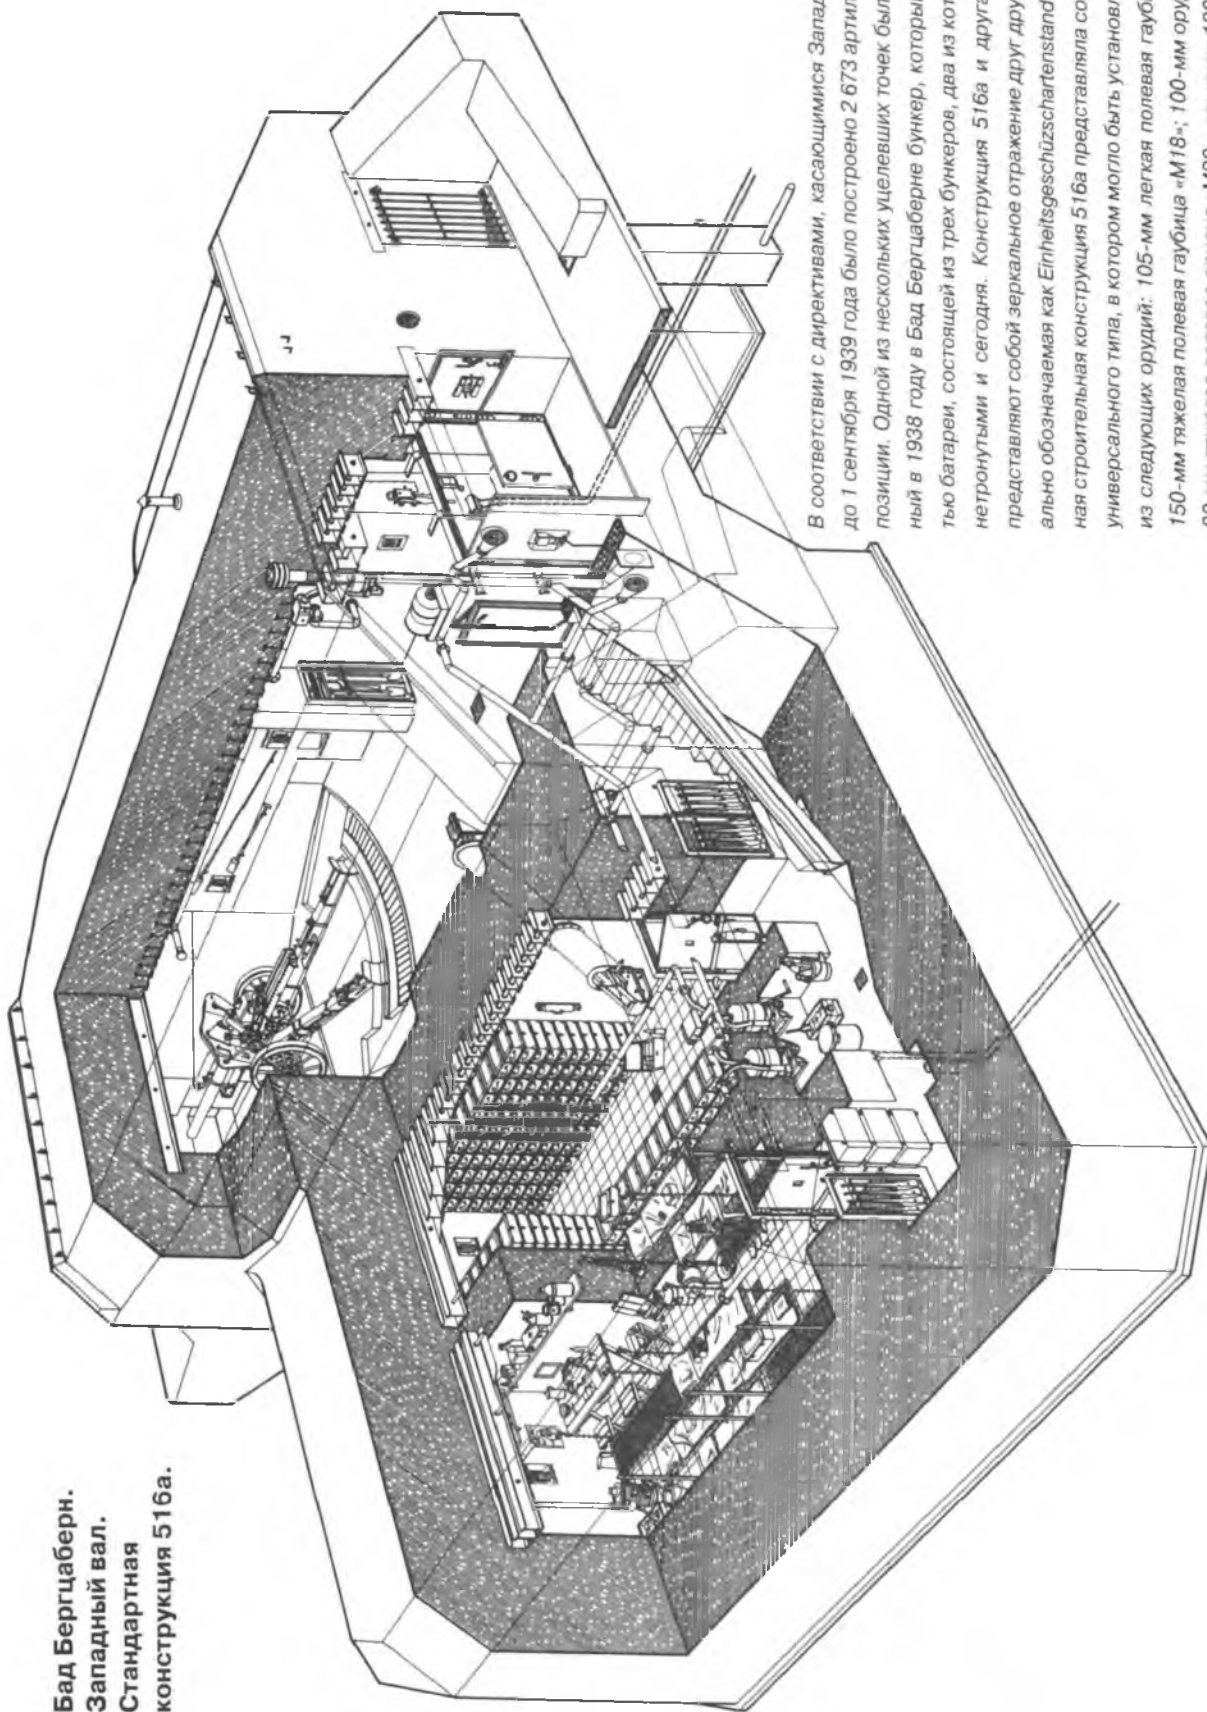 Бад Бергцаберн.
Западный вал.
Стандартная
конструкция 516а.
В соответствии с директивами, касающимися Запад
до 1 сентября 1939 года было построено 2 673 артил
позиции. Одной из нескольких уцелевших точек был
ный в 1938 году в Бад Бергцаберне бункер, которы
тью батареи, состоящей из трех бункеров, два из кот
нетронутыми и сегодня. Конструкция 516а и друга
представляют собой зеркальное отражение друг дру
ально обозначаемая как Einheitsgeschüzschartenstand
ная строительная конструкция 516а представляла со
универсального типа, в котором могло быть установл
из следующих орудий: 105-мм легкая полевая гауби
150-мм тяжелая полевая гаубица «М18»; 100-мм оруд